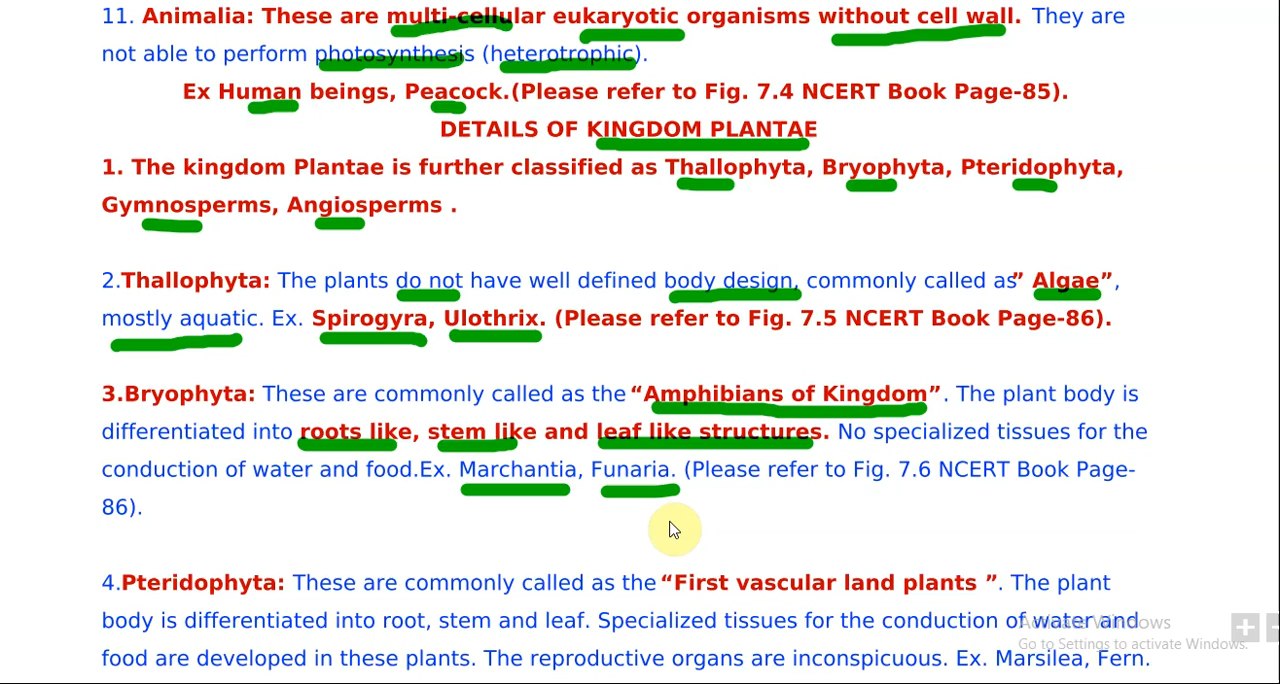 11. Animalia: These are multi-cellular eukaryotic organisms without cell wall. They are
not able to perform photosynthesis (heterotrophic).
Ex Human beings, Peacock.(Please refer to Fig. 7.4 NCERT Book Page-85).
DETAILS OF KINGDOM PLANTAE
1. The kingdom Plantae is further classified as Thallophyta, Bryophyta, Pteridophyta,
Gymnosperms, Angiosperms .
2.Thallophyta: The plants do not have well defined body design, commonly called as” Algae”,
mostly aquatic. Ex. Spirogyra, Ulothrix. (Please refer to Fig. 7.5 NCERT Book Page-86).
3.Bryophyta: These are commonly called as the “Amphibians of Kingdom”. The plant body is
differentiated into roots like, stem like and leaf like structures. No specialized tissues for the
conduction of water and food.Ex. Marchantia, Funaria. (Please refer to Fig. 7.6 NCERT Book Page-
86).
4.Pteridophyta: These are commonly called as the “First vascular land plants ”. The plant
body is differentiated into root, stem and leaf. Specialized tissues for the conduction of water and
food are developed in these plants. The reproductive organs are inconspicuous. Ex. Marsilea, Fern.
Activate Windows
Go to Settings to activate Windows.